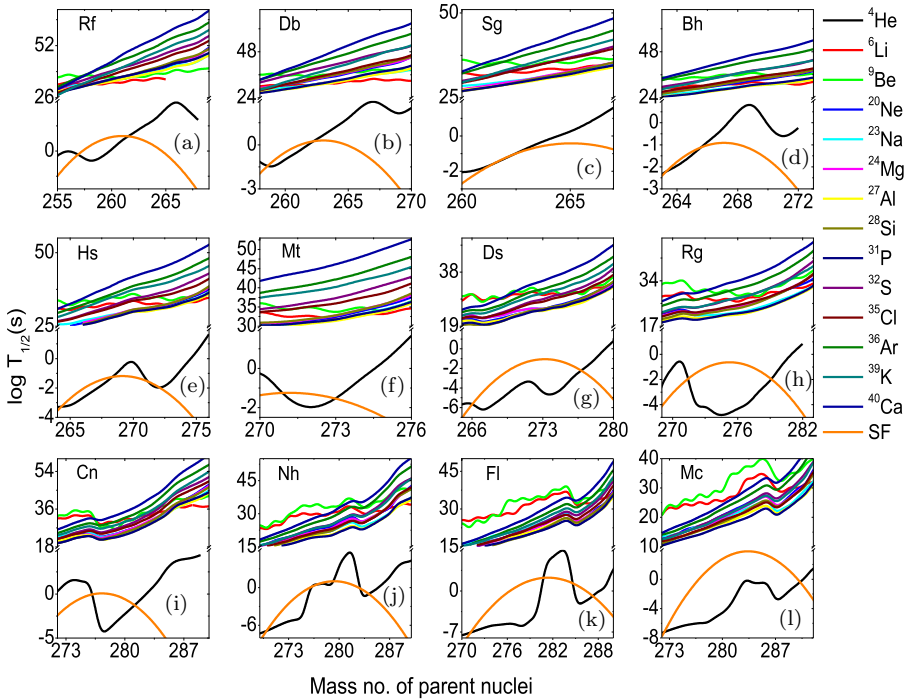 Rf
52
26
0
255 260 265
(a)
Db
48
24
0
-3
260 265 270
(b)
Sg
50
0
-2
260 265
(c)
Bh
48
24
0
-1
-2
-3
264 268 272
(d)
Hs
50
25
0
-2
-4
265 270 275
(e)
Mt
50
45
40
35
30
0
-2
270 272 274 276
(f)
Ds
38
19
0
-2
-4
-6
266 273 280
(g)
Rg
34
17
0
-2
-4
270 276 282
(h)
Cn
54
36
18
0
-5
273 280 287
(i)
Nh
45
30
15
0
-6
273 280 287
(j)
Fl
45
30
15
0
-7
270 276 282 288
(k)
Mc
40
30
20
10
0
-4
-8
273 280 287
(l)
log T1/2(s)
Mass no. of parent nuclei
⁴He
⁶Li
⁹Be
²⁰Ne
²³Na
²⁴Mg
²⁷Al
²⁸Si
³¹P
³²S
³⁵Cl
³⁶Ar
³⁹K
⁴⁰Ca
SF